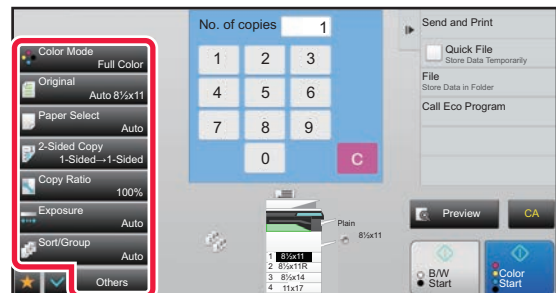 Color Mode
Full Color
Original
Auto 8½x11
Paper Select
Auto
2-Sided Copy
1-Sided→1-Sided
Copy Ratio
100%
Exposure
Auto
Sort/Group
Auto
Others
No. of copies 1
1 2 3
4 5 6
7 8 9
0 C
Plain
8½x11
1 8½x11
2 8½x11R
3 8½x14
4 11x17
Send and Print
Quick File
Store Data Temporarily
File
Store Data in Folder
Call Eco Program
Preview CA
B/W
Start
Color
Start